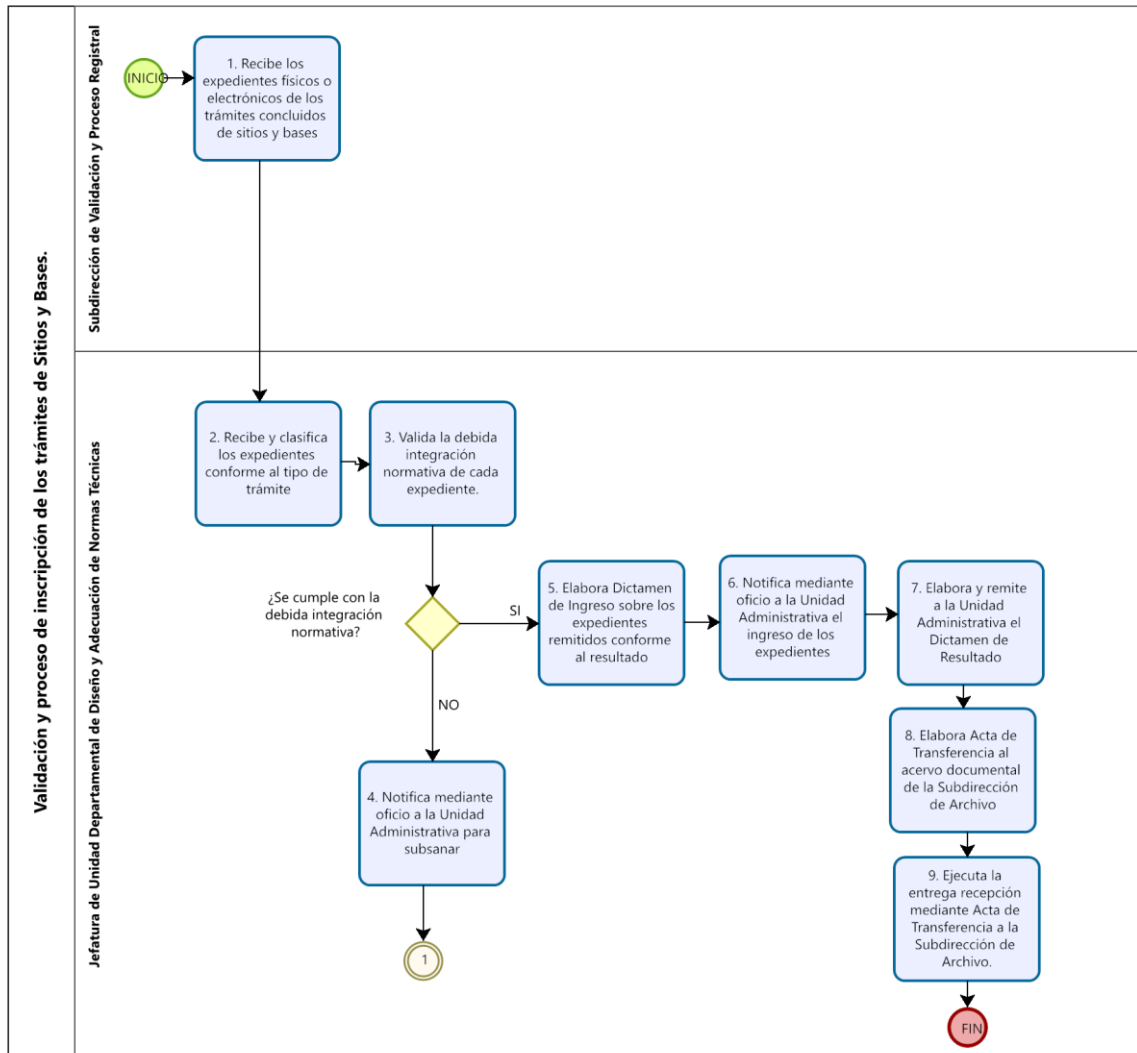 Validación y proceso de inscripción de los trámites de Sitios y Bases.
Subdirección de Validación y Proceso Registral
INICIO
1. Recibe los
expedientes físicos o
electrónicos de los
trámites concluidos
de sitios y bases
Jefatura de Unidad Departamental de Diseño y Adecuación de Normas Técnicas
2. Recibe y clasifica
los expedientes
conforme al tipo de
trámite
3. Valida la debida
integración
normativa de cada
expediente.
¿Se cumple con la
debida integración
normativa?
SI
5. Elabora Dictamen
de Ingreso sobre los
expedientes
remitidos conforme
al resultado
6. Notifica mediante
oficio a la Unidad
Administrativa el
ingreso de los
expedientes
7. Elabora y remite
a la Unidad
Administrativa el
Dictamen de
Resultado
NO
4. Notifica mediante
oficio a la Unidad
Administrativa para
subsanar
1
8. Elabora Acta de
Transferencia al
acervo documental
de la Subdirección
de Archivo
9. Ejecuta la
entrega recepción
mediante Acta de
Transferencia a la
Subdirección de
Archivo.
FIN